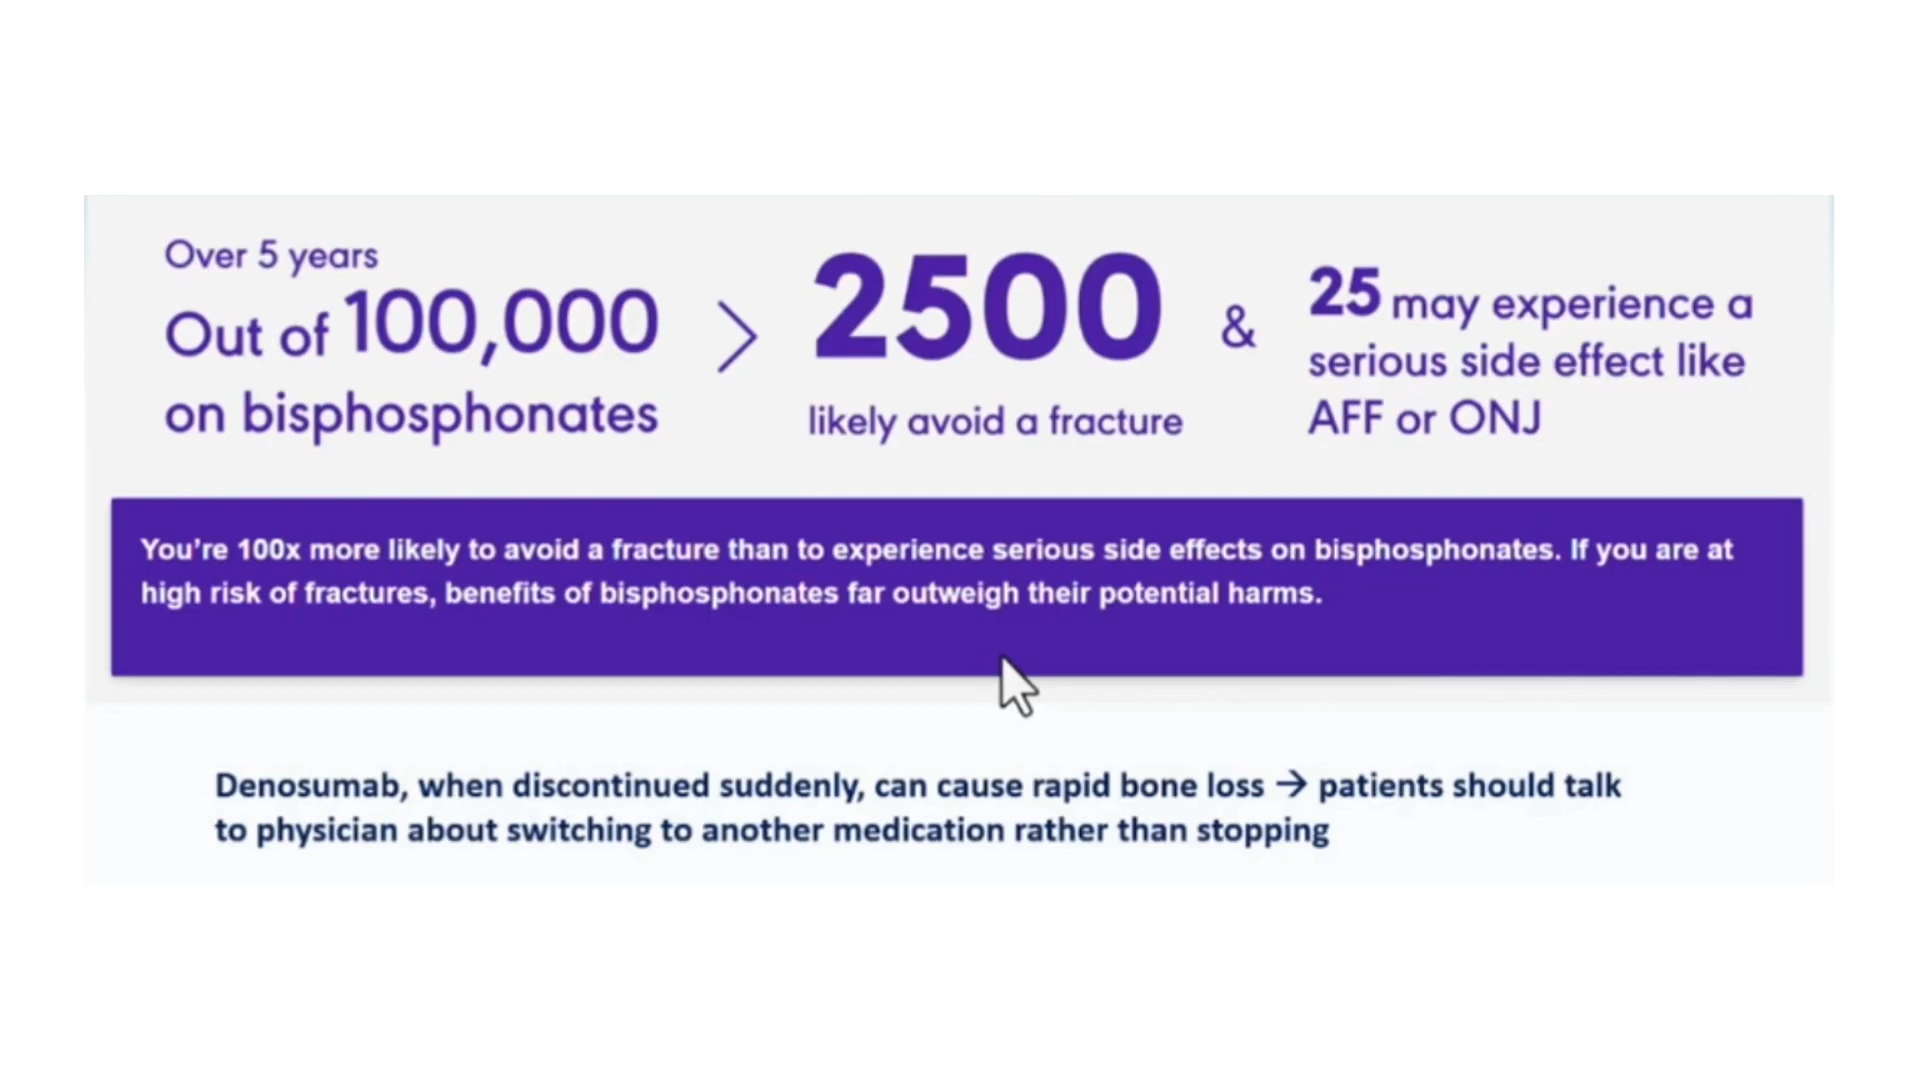 Over 5 years
Out of 100,000
on bisphosphonates
>
2500
likely avoid a fracture
&
25 may experience a
serious side effect like
AFF or ONJ
You’re 100x more likely to avoid a fracture than to experience serious side effects on bisphosphonates. If you are at
high risk of fractures, benefits of bisphosphonates far outweigh their potential harms.
Denosumab, when discontinued suddenly, can cause rapid bone loss → patients should talk
to physician about switching to another medication rather than stopping